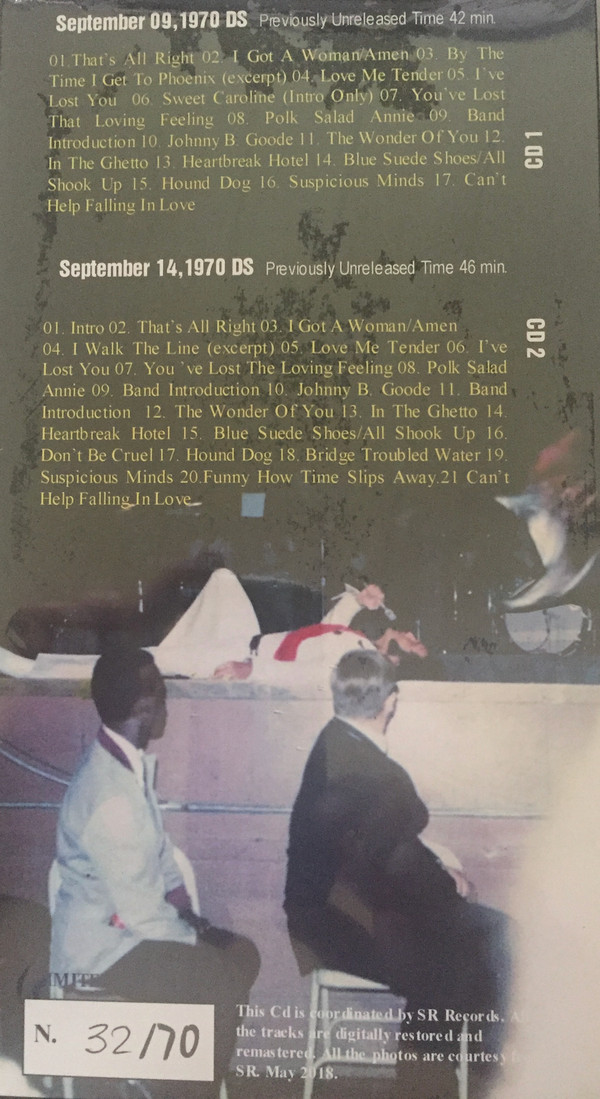 September 09,1970 DS Previously Unreleased Time 42 min.
01.That's All Right 02. I Got A Woman/Amen 03. By The
Time I Get To Phoenix (excerpt) 04. Love Me Tender 05. I've
Lost You 06. Sweet Caroline (Intro Only) 07. You've Lost
That Loving Feeling 08. Polk Salad Annie 09. Band
Introduction 10. Johnny B. Goode 11. The Wonder Of You 12.
In The Ghetto 13. Heartbreak Hotel 14. Blue Suede Shoes/All
Shook Up 15. Hound Dog 16. Suspicious Minds 17. Can't
Help Falling In Love
CD 1
September 14,1970 DS Previously Unreleased Time 46 min.
01. Intro 02. That's All Right 03. I Got A Woman/Amen
04. I Walk The Line (excerpt) 05. Love Me Tender 06. I've
Lost You 07. You 've Lost The Loving Feeling 08. Polk Salad
Annie 09. Band Introduction 10. Johnny B. Goode 11. Band
Introduction 12. The Wonder Of You 13. In The Ghetto 14.
Heartbreak Hotel 15. Blue Suede Shoes/All Shook Up 16.
Don't Be Cruel 17. Hound Dog 18. Bridge Troubled Water 19.
Suspicious Minds 20.Funny How Time Slips Away.21 Can't
Help Falling In Love
CD 2
N. 32/70
This Cd is coordinated by SR Records.
the tracks are digitally restored and
remastered. All the photos are courtesy
SR. May 2018.